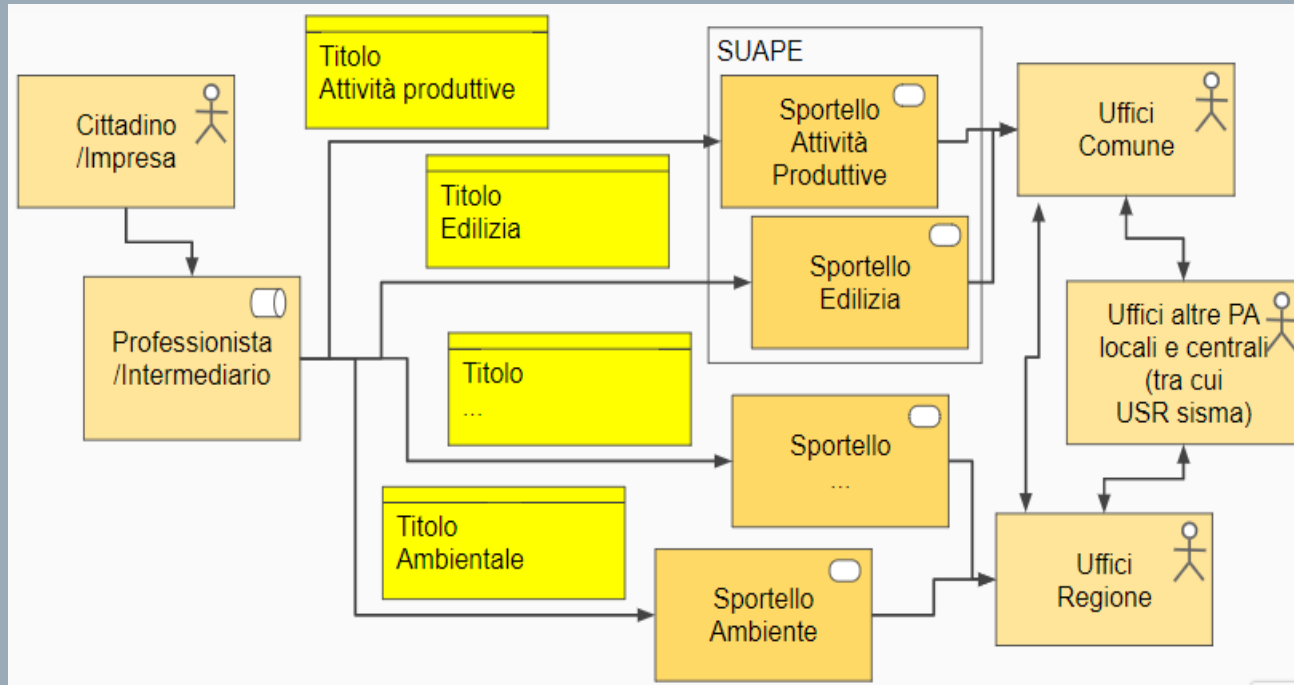 Titolo
Attività produttive
SUAPE
Cittadino
/Impresa
Sportello
Attività
Produttive
Uffici
Comune
Titolo
Edilizia
Sportello
Edilizia
Professionista
/Intermediario
Uffici altre PA
locali e centrali
(tra cui
USR sisma)
Titolo
...
Sportello
...
Titolo
Ambientale
Sportello
Ambiente
Uffici
Regione